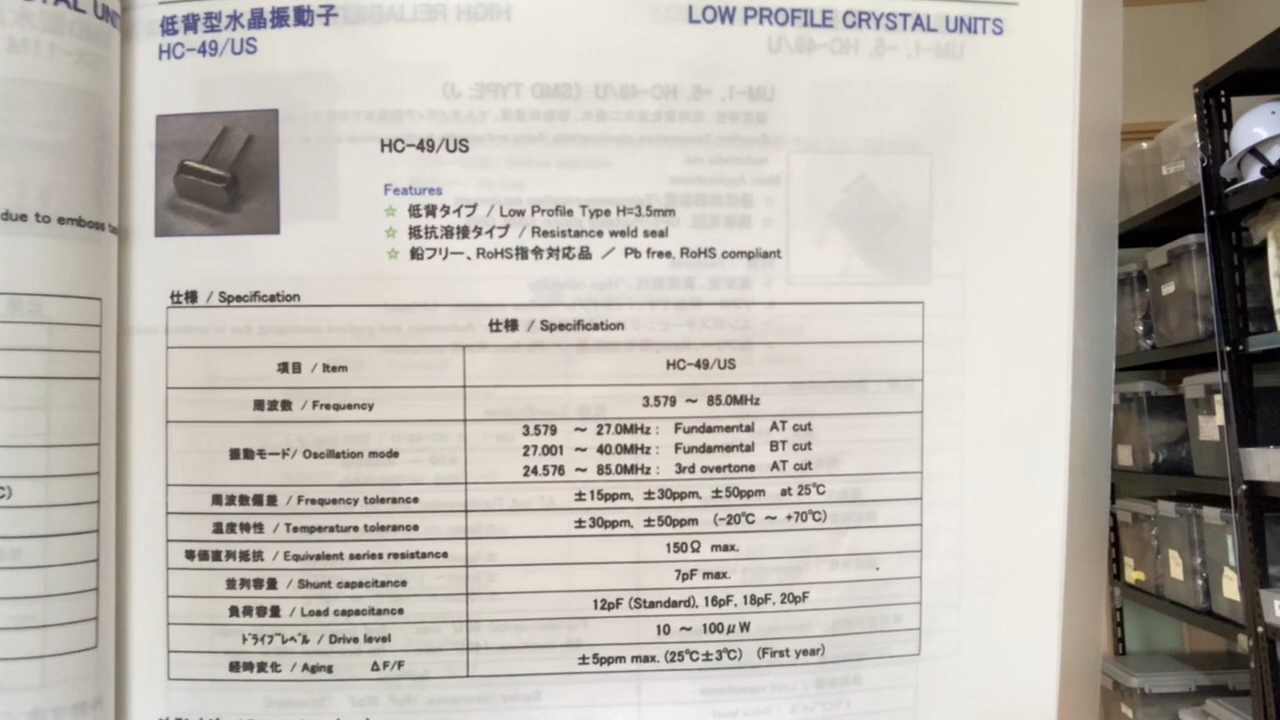 due to emboss
低背型水晶振動子
HC-49/US
LOW PROFILE CRYSTAL UNITS
HC-49/US
Features
☆ 低背タイプ / Low Profile Type H=3.5mm
☆ 抵抗溶接タイプ / Resistance weld seal
☆ 鉛フリー、RoHS指令対応品 ／ Pb free, RoHS compliant
仕様 / Specification
仕様 / Specification
項目 / Item HC-49/US
周波数 / Frequency 3.579 ～ 85.0MHz
振動モード/ Oscillation mode
3.579 ～ 27.0MHz : Fundamental AT cut
27.001 ～ 40.0MHz : Fundamental BT cut
24.576 ～ 85.0MHz : 3rd overtone AT cut
周波数偏差 / Frequency tolerance ±15ppm, ±30ppm, ±50ppm at 25℃
温度特性 / Temperature tolerance ±30ppm, ±50ppm (-20℃ ～ +70℃)
等価直列抵抗 / Equivalent series resistance 150Ω max.
並列容量 / Shunt capacitance 7pF max.
負荷容量 / Load capacitance 12pF (Standard), 16pF, 18pF, 20pF
ﾄﾞﾗｲﾌﾞﾚﾍﾞﾙ / Drive level 10 ～ 100μW
経時変化 / Aging ΔF/F ±5ppm max. (25℃±3℃) (First year)